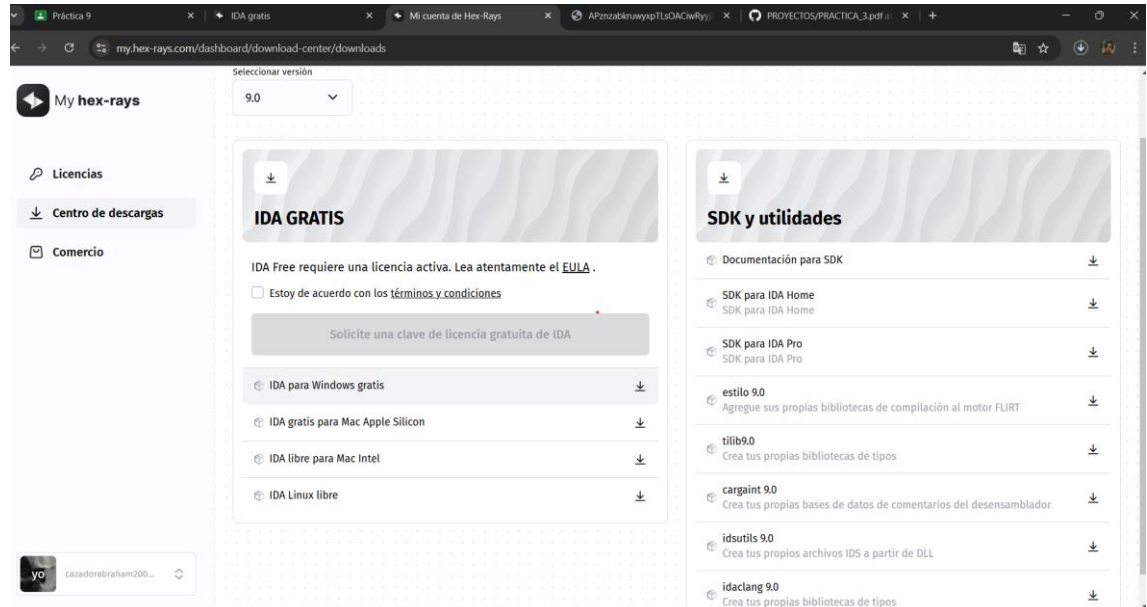 Práctica 9
IDA gratis
Mi cuenta de Hex-Rays
PROYECTOS/PRACTICA_3.pdf
my.hex-rays.com/dashboard/download-center/downloads
My hex-rays
Licencias
Centro de descargas
Comercio
cazadorabraham200...
yo
Seleccionar versión
9.0
IDA GRATIS
IDA Free requiere una licencia activa. Lea atentamente el EULA .
Estoy de acuerdo con los términos y condiciones
Solicite una clave de licencia gratuita de IDA
IDA para Windows gratis
IDA gratis para Mac Apple Silicon
IDA libre para Mac Intel
IDA Linux libre
SDK y utilidades
Documentación para SDK
SDK para IDA Home
SDK para IDA Home
SDK para IDA Pro
SDK para IDA Pro
estilo 9.0
Agregue sus propias bibliotecas de compilación al motor FLIRT
tilib9.0
Crea tus propias bibliotecas de tipos
cargaint 9.0
Crea tus propias bases de datos de comentarios del desensamblador
idsutils 9.0
Crea tus propios archivos IDS a partir de DLL
idaclang 9.0
Crea tus propias bibliotecas de tipos